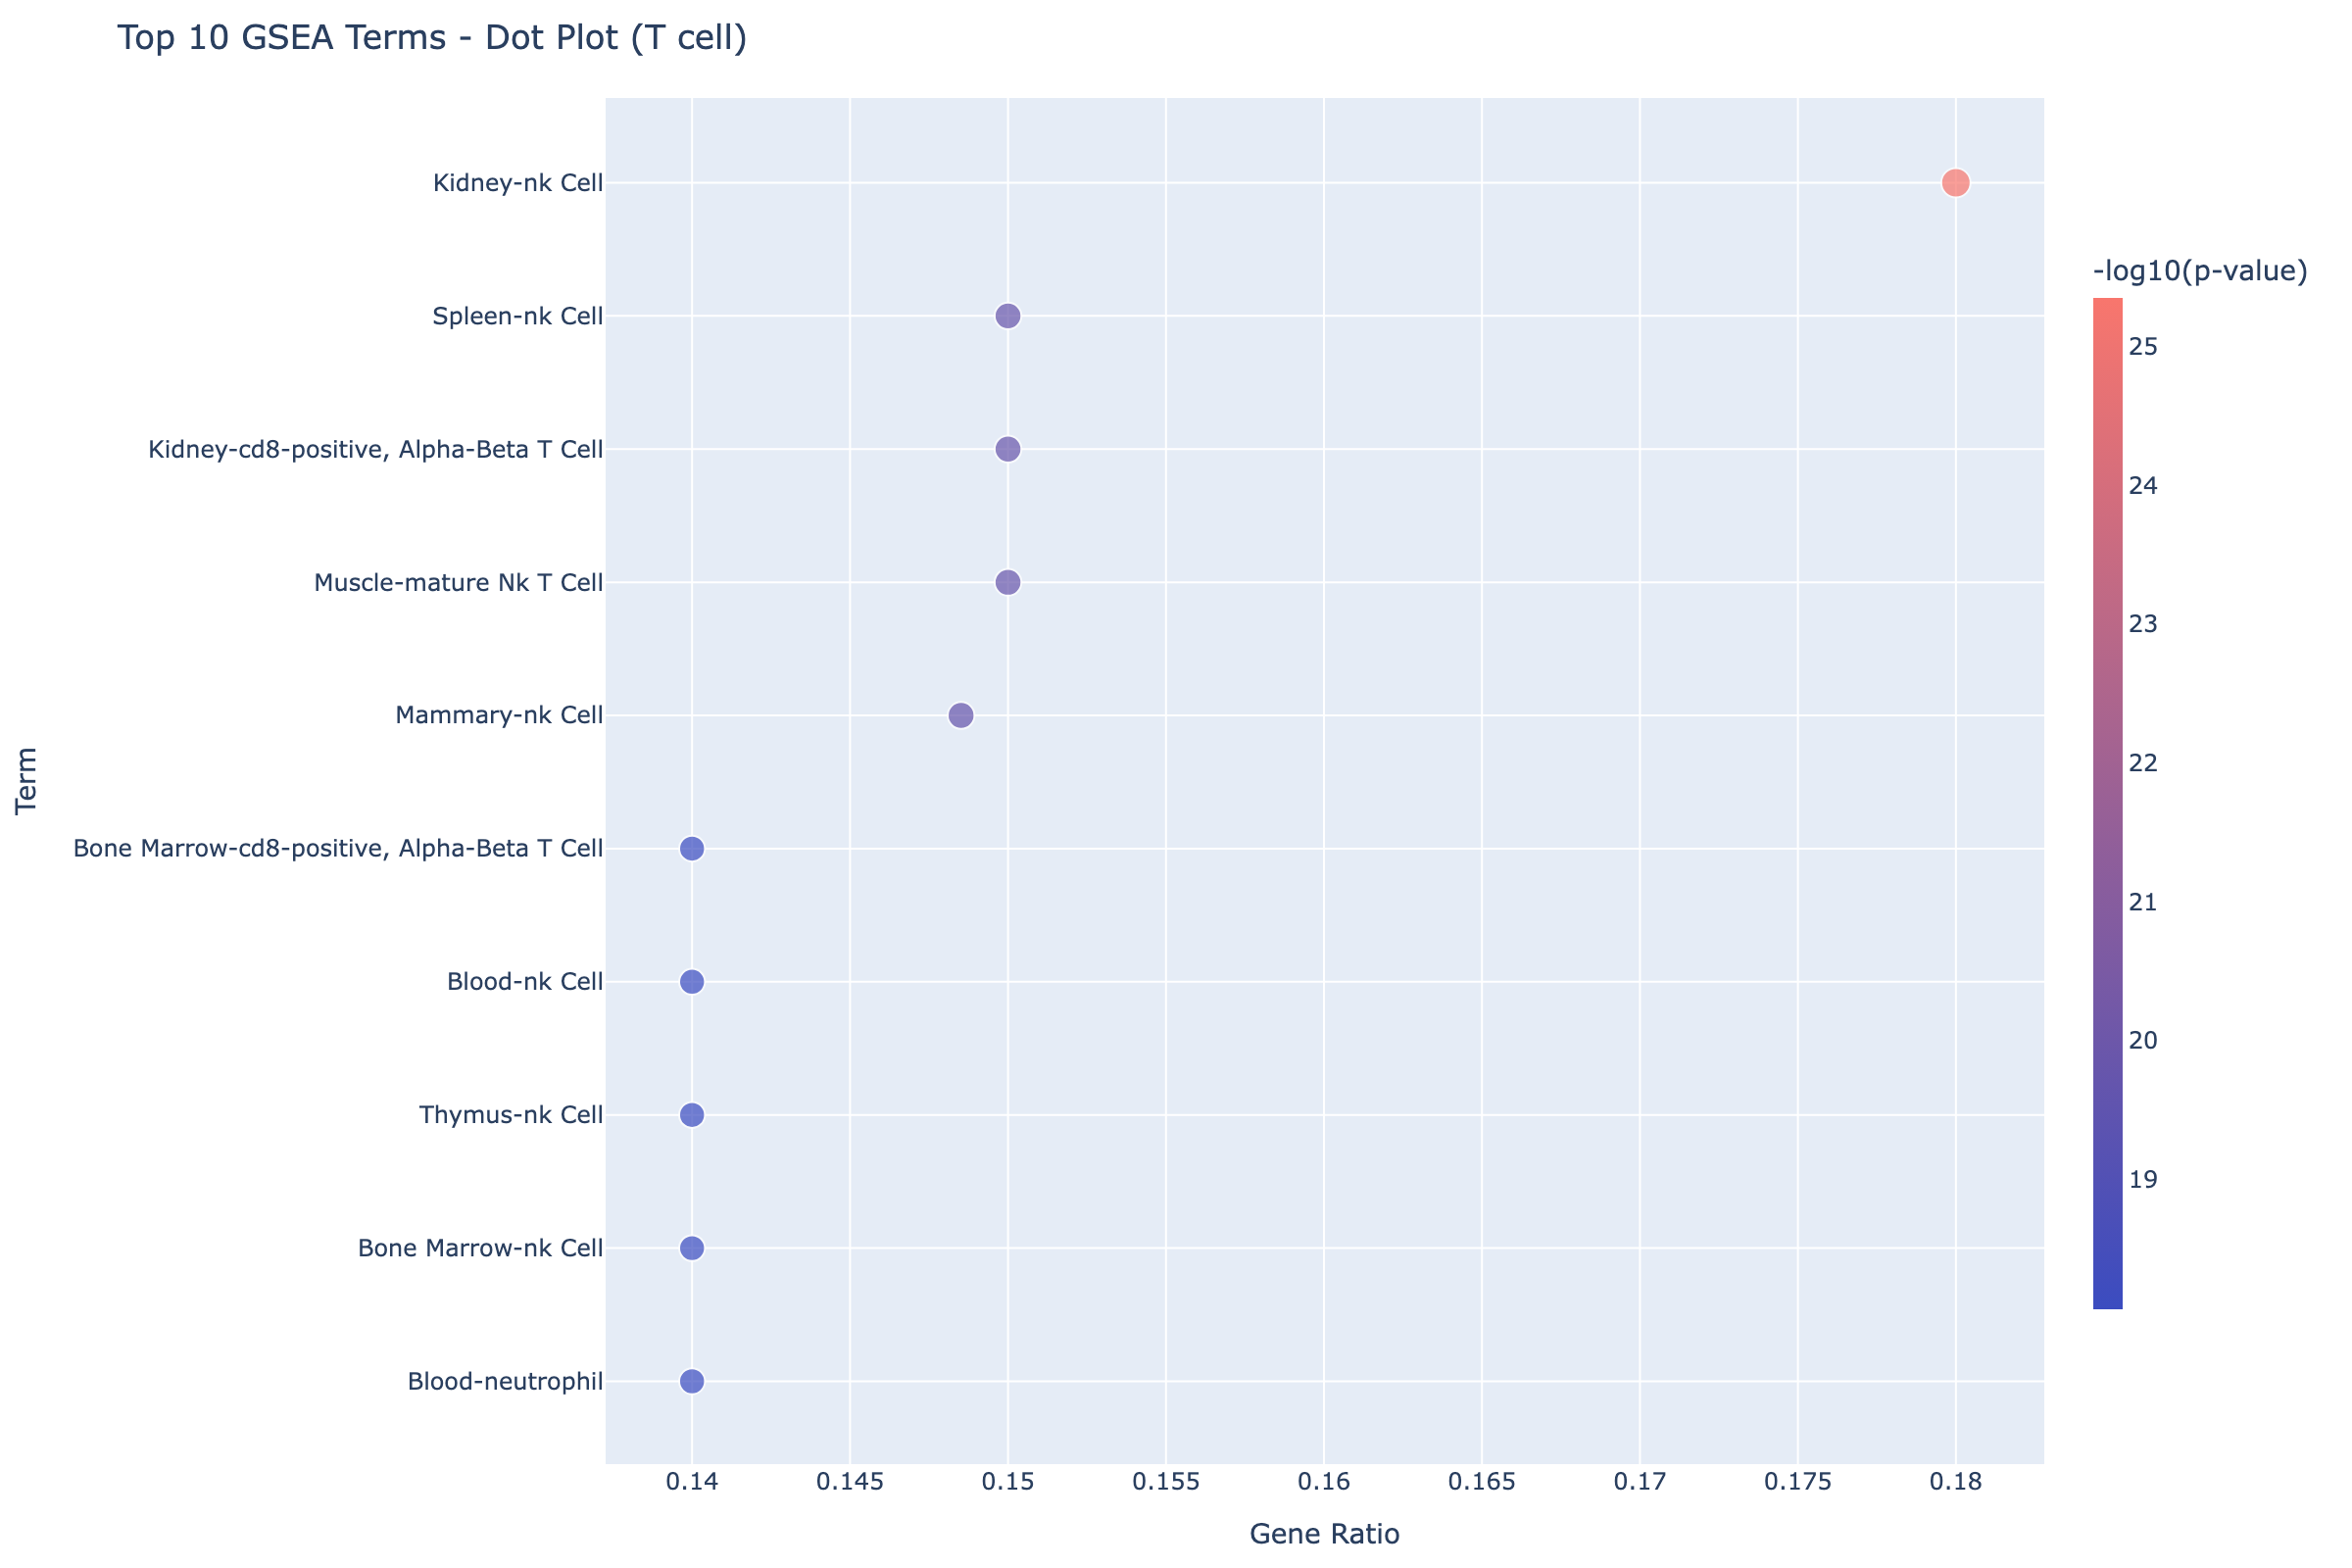 Top 10 GSEA Terms - Dot Plot (T cell)
Kidney-nk Cell
Spleen-nk Cell
Kidney-cd8-positive, Alpha-Beta T Cell
Muscle-mature Nk T Cell
Mammary-nk Cell
Bone Marrow-cd8-positive, Alpha-Beta T Cell
Blood-nk Cell
Thymus-nk Cell
Bone Marrow-nk Cell
Blood-neutrophil
Term
0.14 0.145 0.15 0.155 0.16 0.165 0.17 0.175 0.18
Gene Ratio
-log10(p-value)
25
24
23
22
21
20
19